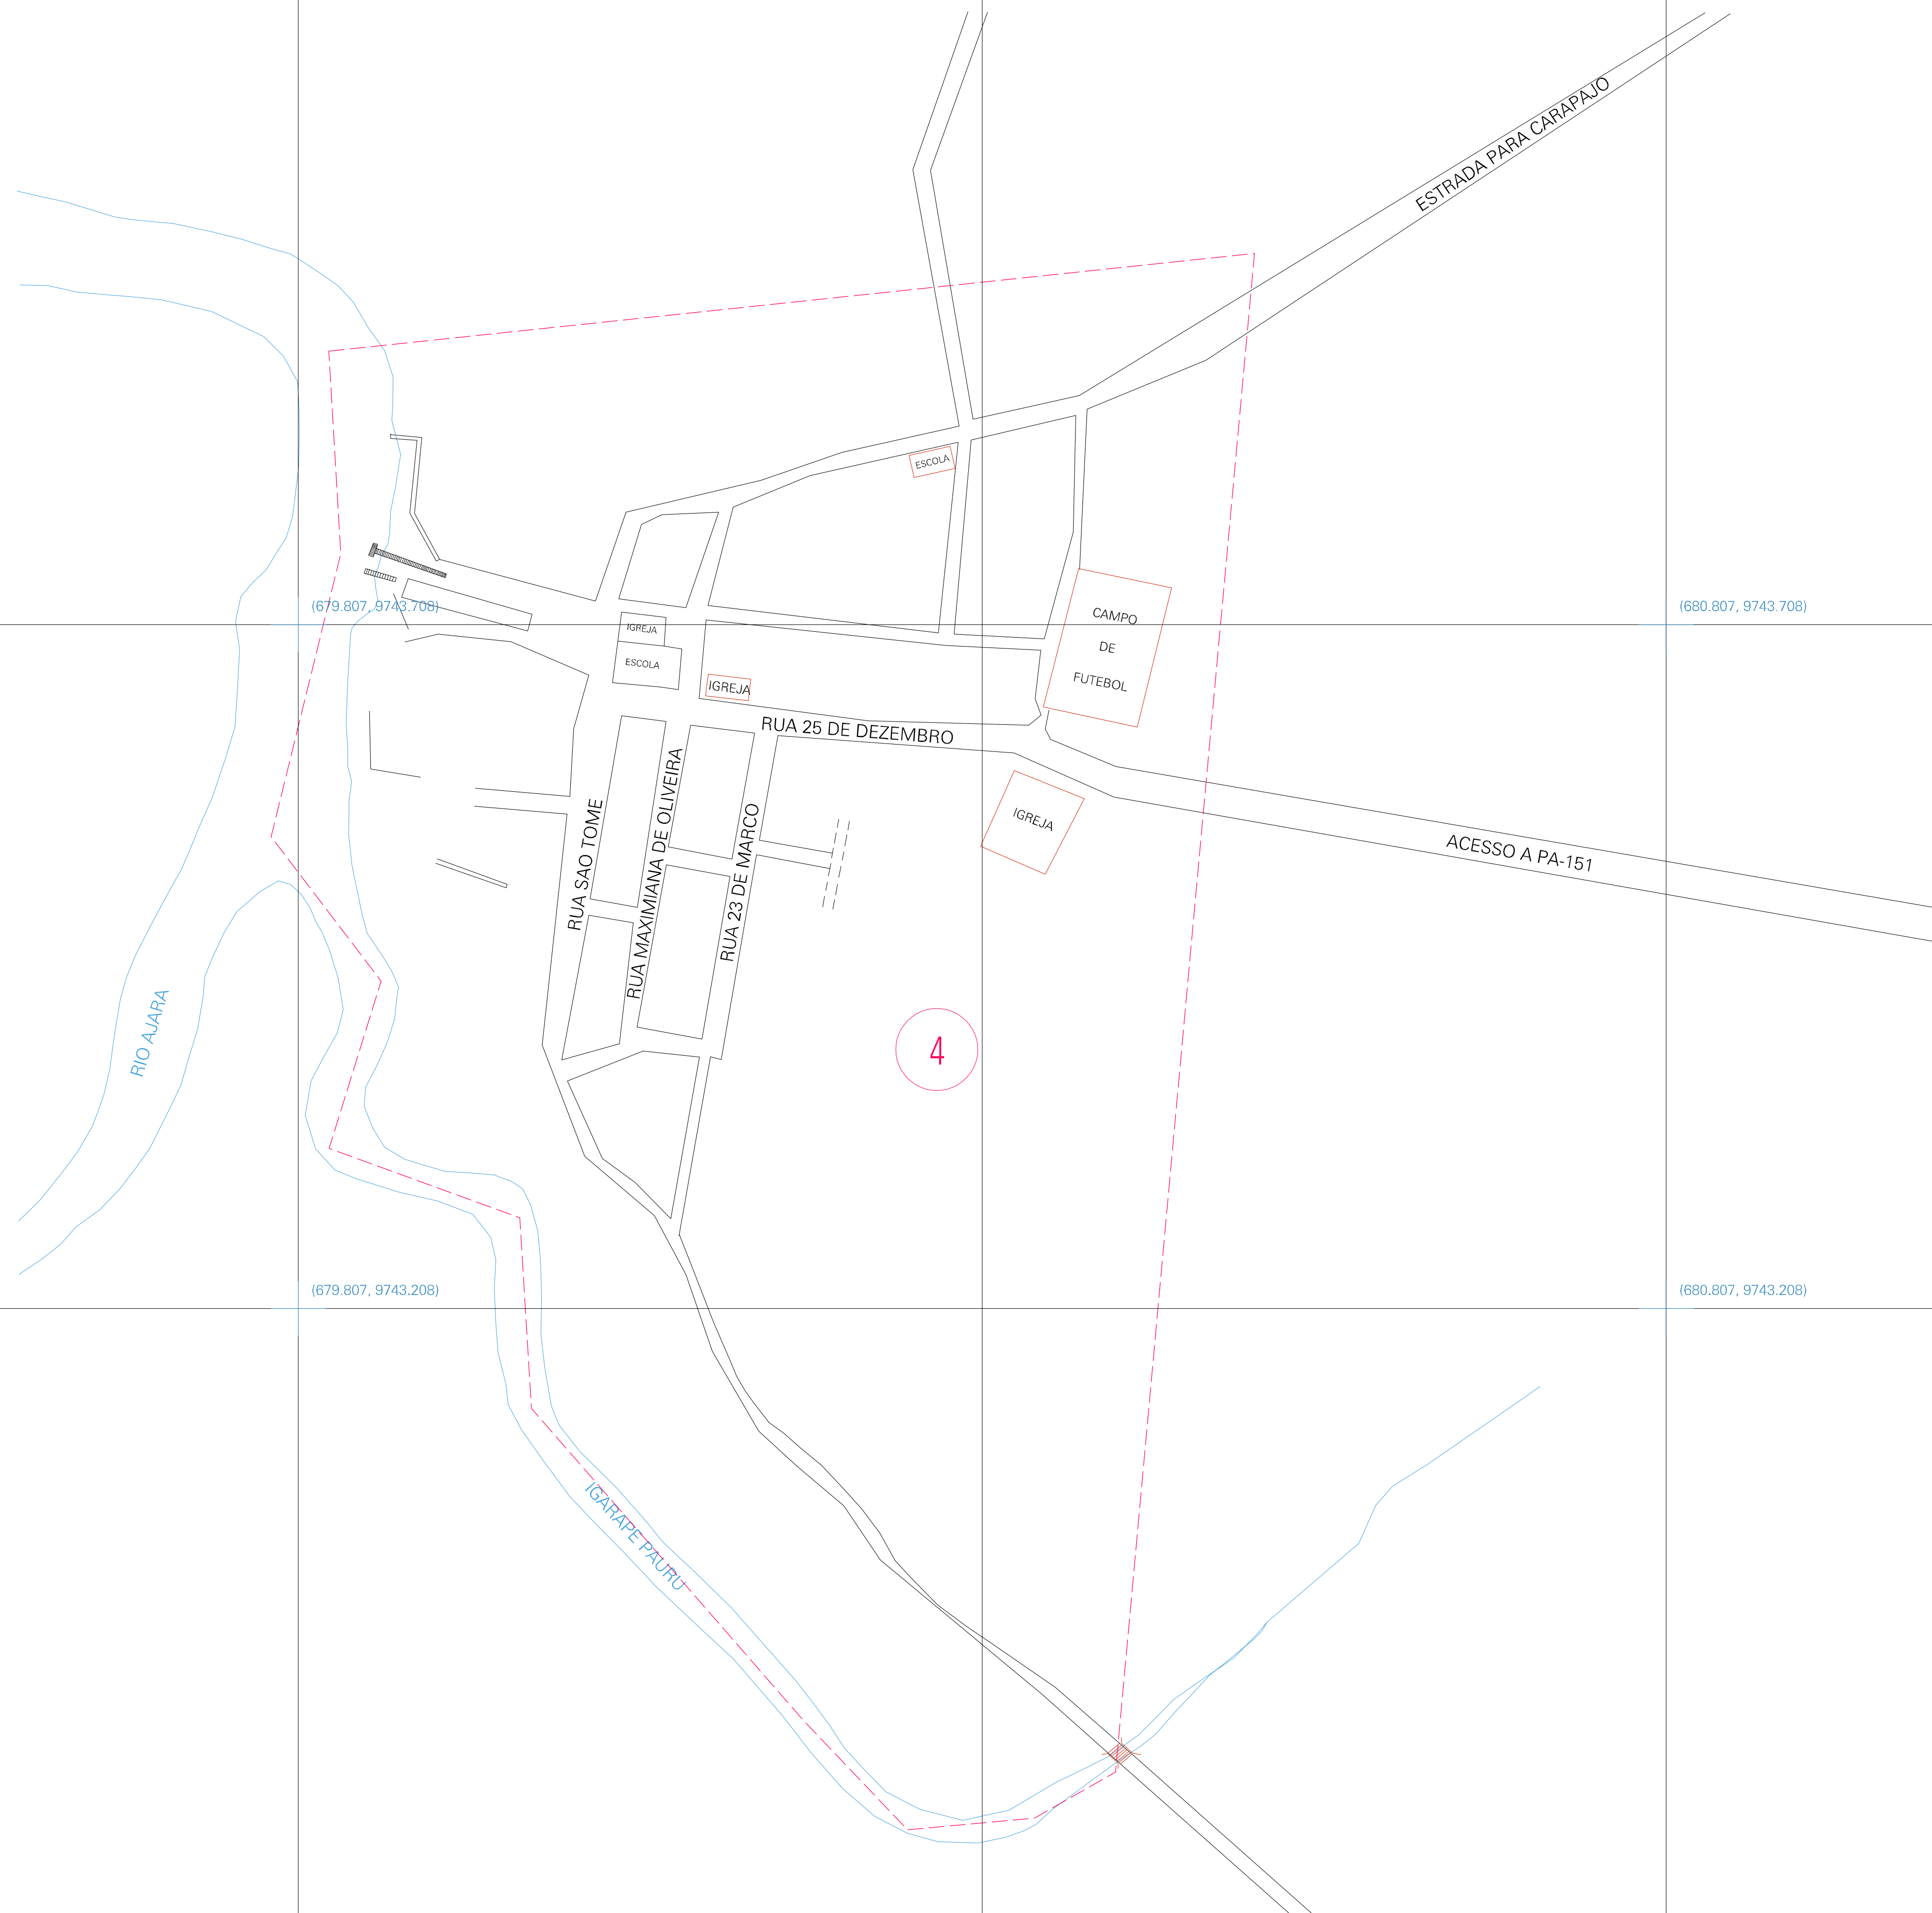 ESTRADA PARA CARAPAJO
ESCOLA
(679.807, 9743.708)
(680.807, 9743.708)
CAMPO
DE
FUTEBOL
IGREJA
ESCOLA
IGREJA
RUA 25 DE DEZEMBRO
IGREJA
ACESSO A PA-151
RUA SAO TOME
RUA MAXIMIANA DE OLIVEIRA
RUA 23 DE MARCO
RIO AJARA
4
(679.807, 9743.208)
(680.807, 9743.208)
IGARAPE PAURU